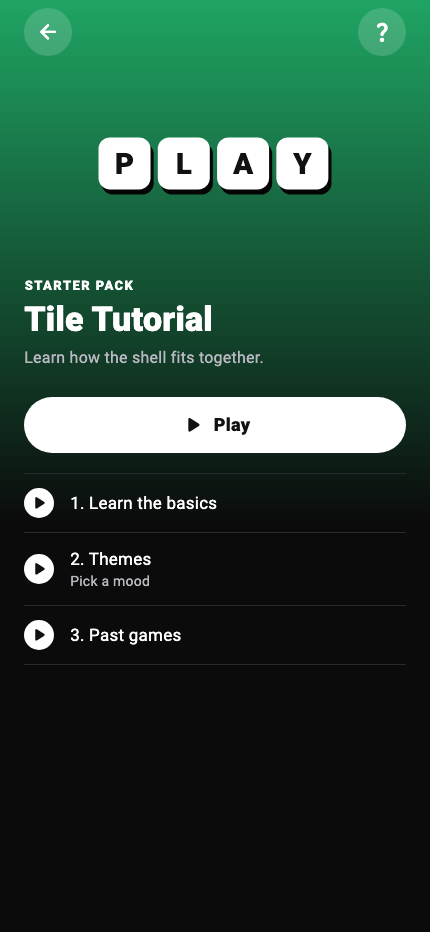 ?
P L A Y
STARTER PACK
Tile Tutorial
Learn how the shell fits together.
Play
1. Learn the basics
2. Themes
Pick a mood
3. Past games